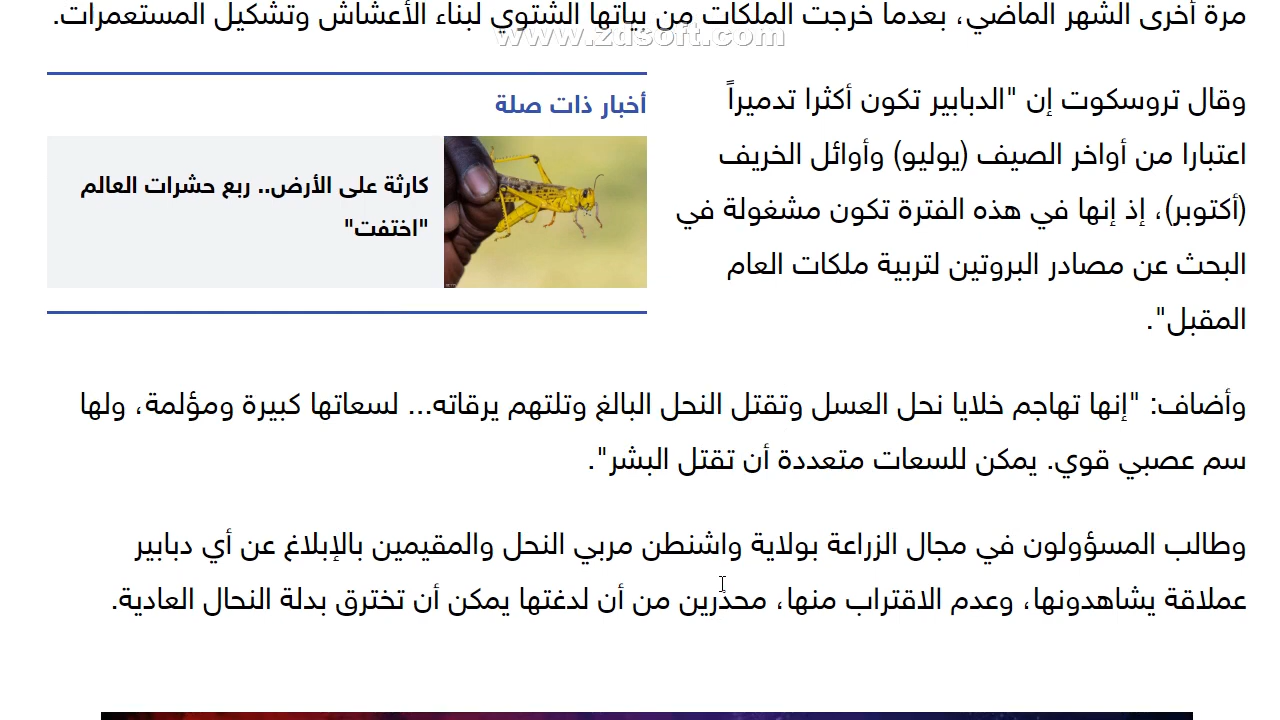 مرة أخرى الشهر الماضي، بعدما خرجت الملكات من بياتها الشتوي لبناء الأعشاش وتشكيل المستعمرات.
www.zdsoft.com
وقال تروسكوت إن "الدبابير تكون أكثرا تدميراً
اعتبارا من أواخر الصيف (يوليو) وأوائل الخريف
(أكتوبر)، إذ إنها في هذه الفترة تكون مشغولة في
البحث عن مصادر البروتين لتربية ملكات العام
المقبل".
أخبار ذات صلة
كارثة على الأرض.. ربع حشرات العالم
"اختفت"
وأضاف: "إنها تهاجم خلايا نحل العسل وتقتل النحل البالغ وتلتهم يرقاته... لسعاتها كبيرة ومؤلمة، ولها
سم عصبي قوي. يمكن للسعات متعددة أن تقتل البشر".
وطالب المسؤولون في مجال الزراعة بولاية واشنطن مربي النحل والمقيمين بالإبلاغ عن أي دبابير
عملاقة يشاهدونها، وعدم الاقتراب منها، محذرين من أن لدغتها يمكن أن تخترق بدلة النحال العادية.